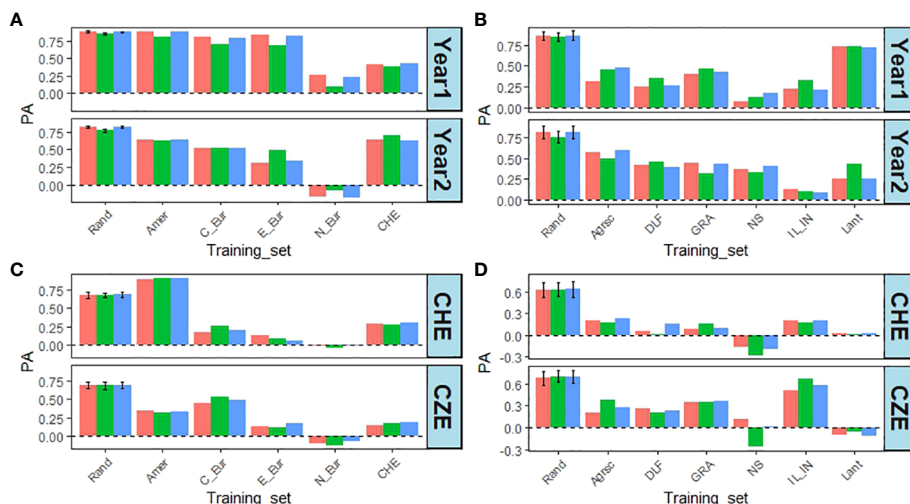 A
PA
0.75
0.50
0.25
0.00
Year1
0.75
0.50
0.25
0.00
Year2
Rand
Amer
C_Eur
E_Eur
N_Eur
CHE
Training_set
B
PA
0.75
0.50
0.25
0.00
Year1
0.75
0.50
0.25
0.00
Year2
Rand
Agrsc
DLF
GRA
NS
IL_IN
Lant
Training_set
C
PA
0.75
0.50
0.25
0.00
CHE
0.75
0.50
0.25
0.00
CZE
Rand
Amer
C_Eur
E_Eur
N_Eur
CHE
Training_set
D
PA
0.6
0.3
0.0
-0.3
CHE
0.6
0.3
0.0
-0.3
CZE
Rand
Agrsc
DLF
GRA
NS
IL_IN
Lant
Training_set